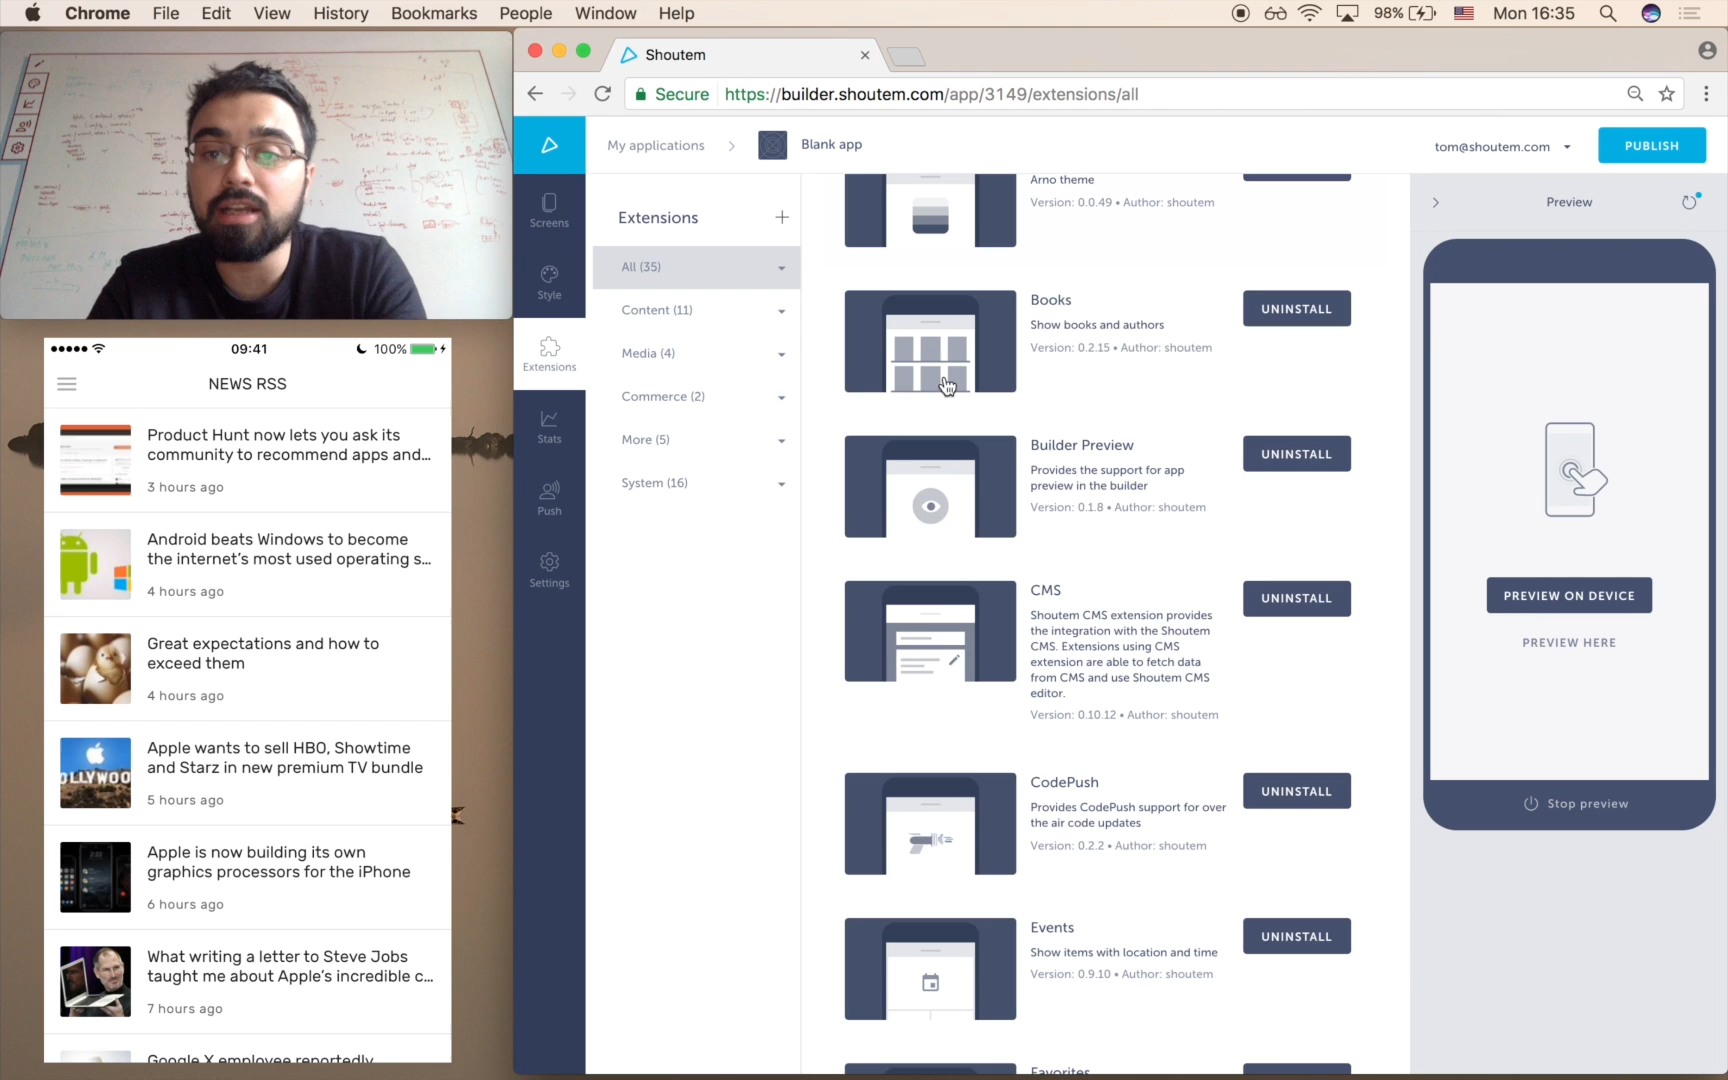 Chrome File Edit View History Bookmarks People Window Help
98% Mon 16:35
Shoutem
Secure https://builder.shoutem.com/app/3149/extensions/all
My applications > Blank app
tom@shoutem.com
PUBLISH
Screens
Style
Extensions
Stats
Push
Settings
Extensions +
All (35)
Content (11)
Media (4)
Commerce (2)
More (5)
System (16)
Arno theme
Version: 0.0.49 • Author: shoutem
Books
Show books and authors
Version: 0.2.15 • Author: shoutem
UNINSTALL
Builder Preview
Provides the support for app
preview in the builder
Version: 0.1.8 • Author: shoutem
UNINSTALL
CMS
Shoutem CMS extension provides
the integration with the Shoutem
CMS. Extensions using CMS
extension are able to fetch data
from CMS and use Shoutem CMS
editor.
Version: 0.10.12 • Author: shoutem
UNINSTALL
CodePush
Provides CodePush support for over
the air code updates
Version: 0.2.2 • Author: shoutem
UNINSTALL
Events
Show items with location and time
Version: 0.9.10 • Author: shoutem
UNINSTALL
Favorites
Preview
PREVIEW ON DEVICE
PREVIEW HERE
Stop preview
09:41 100%
NEWS RSS
Product Hunt now lets you ask its
community to recommend apps and...
3 hours ago
Android beats Windows to become
the internet's most used operating s...
4 hours ago
Great expectations and how to
exceed them
4 hours ago
Apple wants to sell HBO, Showtime
and Starz in new premium TV bundle
5 hours ago
OLLYWOO
Apple is now building its own
graphics processors for the iPhone
6 hours ago
What writing a letter to Steve Jobs
taught me about Apple's incredible c...
7 hours ago
Google X employee reportedly